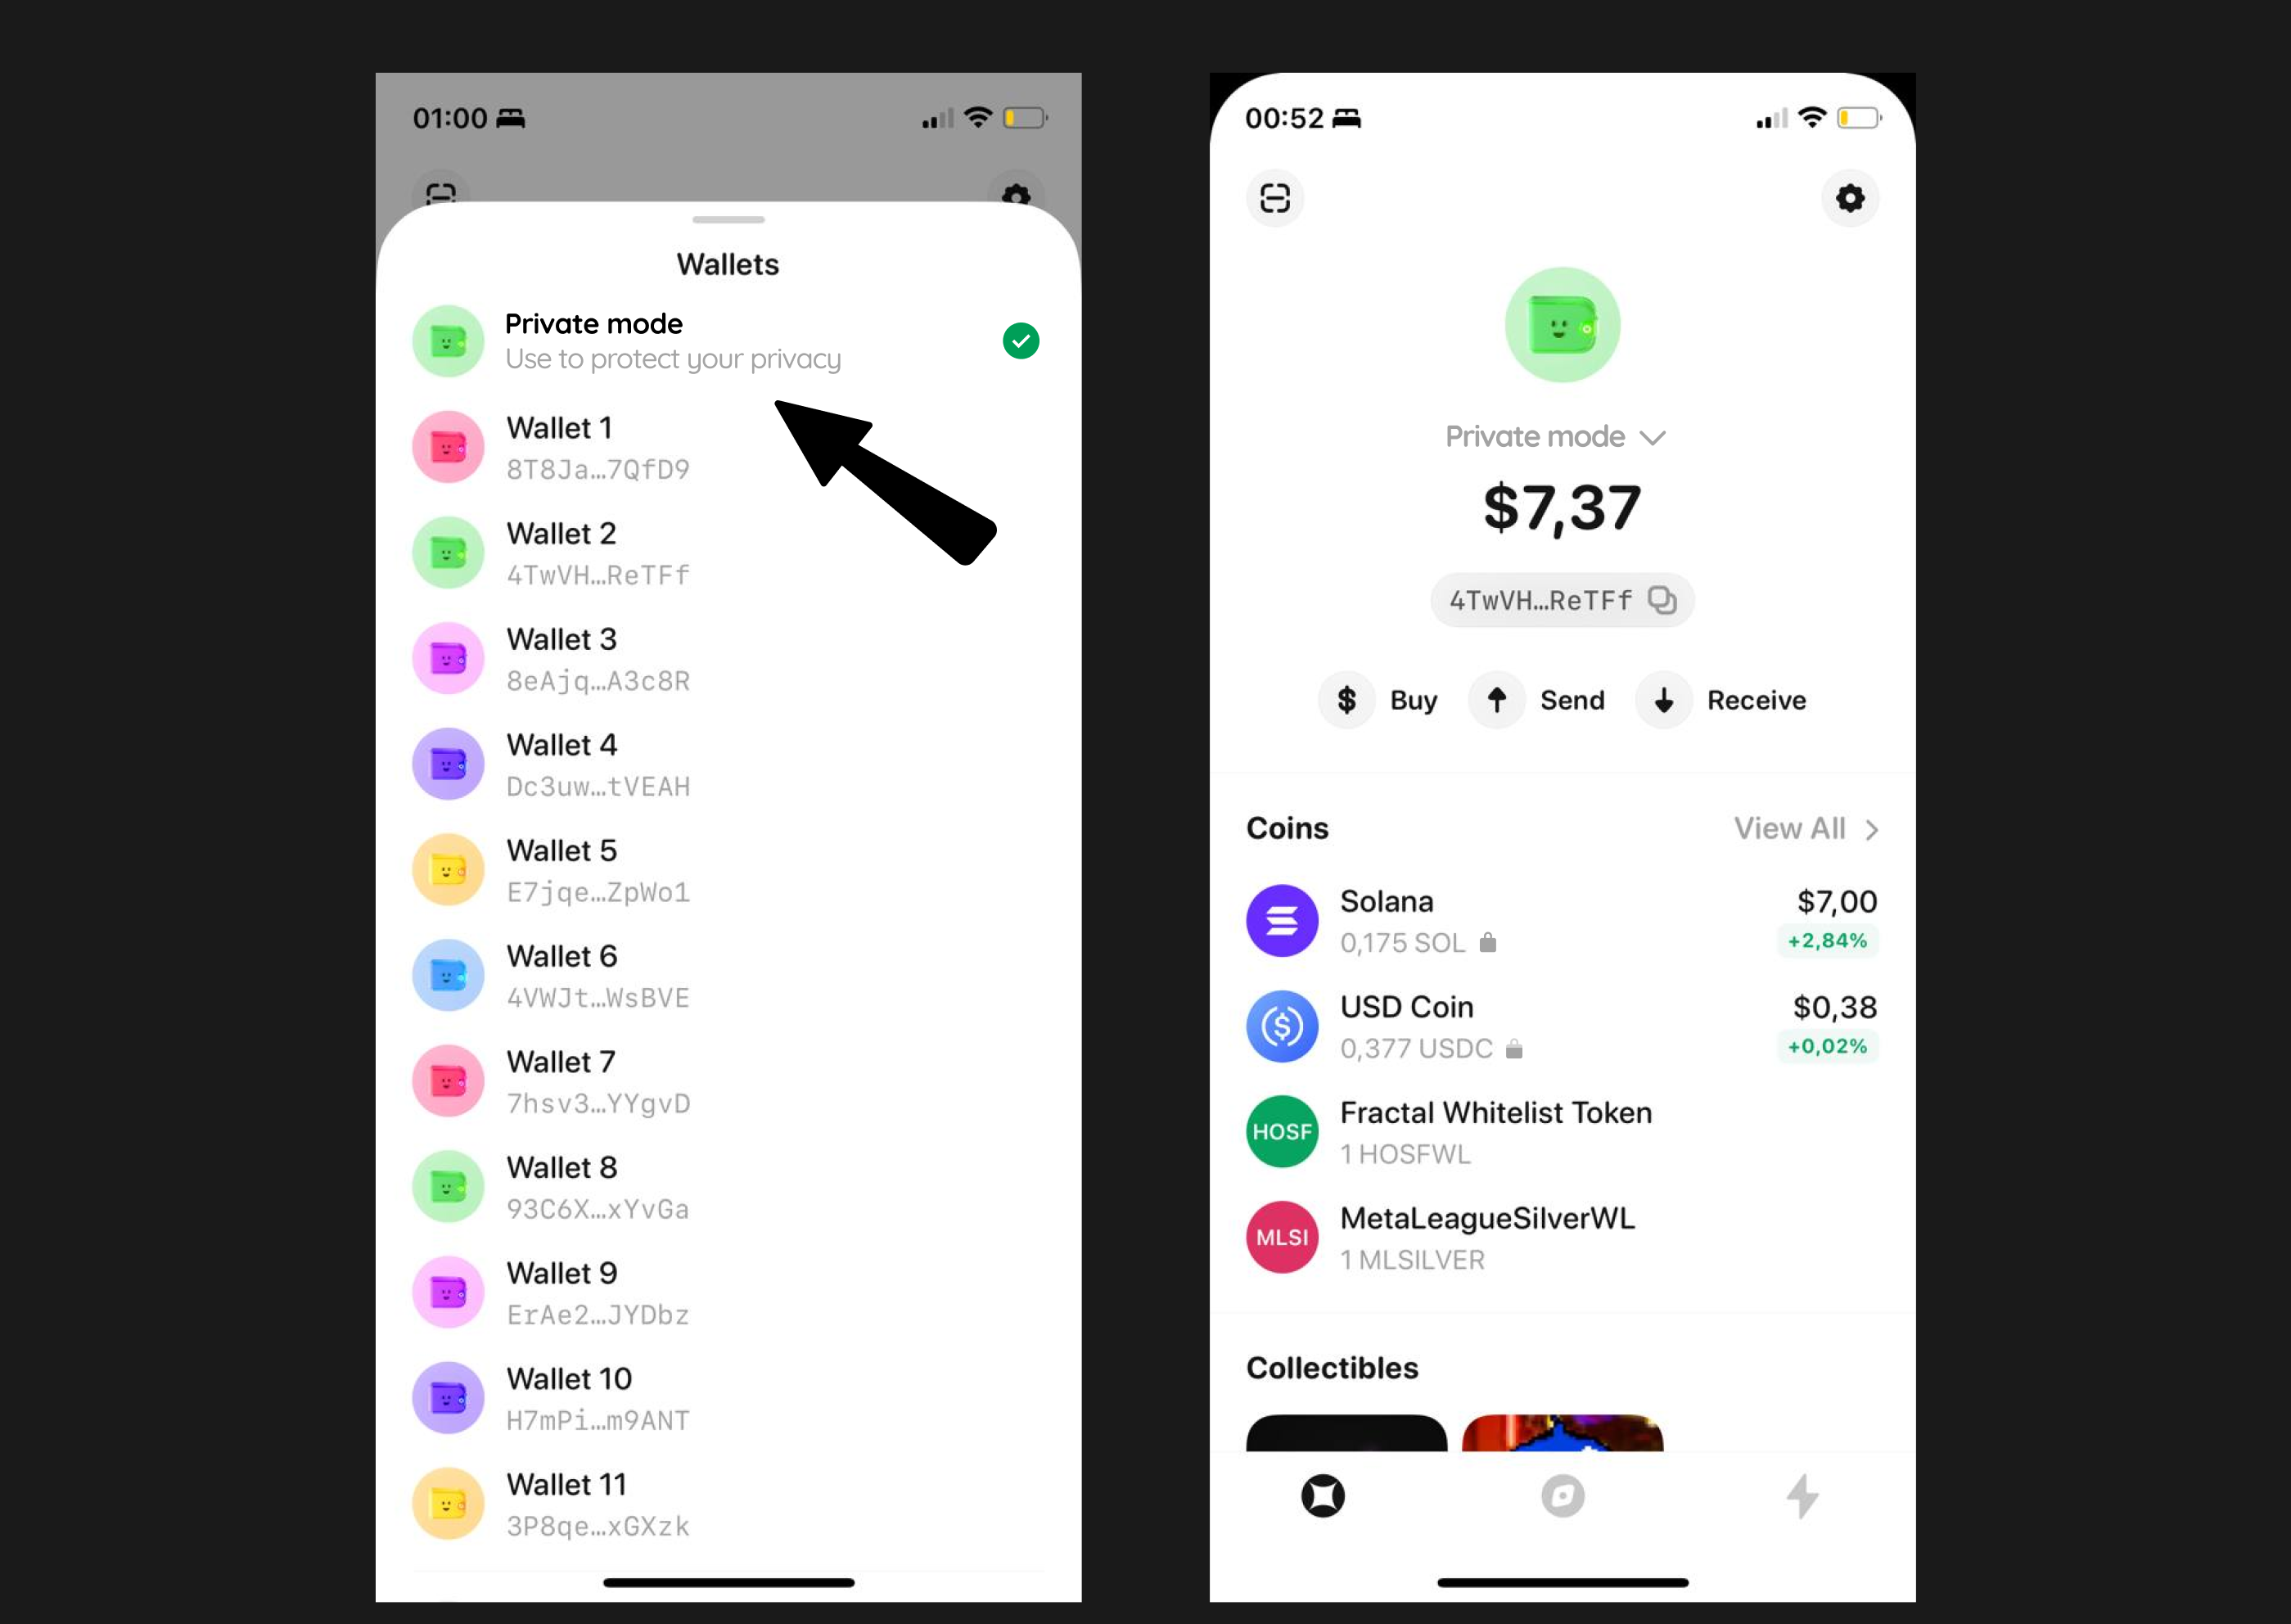 01:00
Wallets
Private mode
Use to protect your privacy
Wallet 1
8T8Ja...7QfD9
Wallet 2
4TwVH...ReTFf
Wallet 3
8eAjq...A3c8R
Wallet 4
Dc3uw...tVEAH
Wallet 5
E7jqe...ZpWo1
Wallet 6
4VWJt...WsBVE
Wallet 7
7hsv3...YYgvD
Wallet 8
93C6X...xYvGa
Wallet 9
ErAe2...JYDbz
Wallet 10
H7mPi...m9ANT
Wallet 11
3P8qe...xGXzk
00:52
Private mode
$7,37
4TwVH...ReTFf
$ Buy Send Receive
Coins View All
Solana $7,00
0,175 SOL +2,84%
USD Coin $0,38
0,377 USDC +0,02%
HOSF
Fractal Whitelist Token
1 HOSFWL
MLSI
MetaLeagueSilverWL
1 MLSILVER
Collectibles